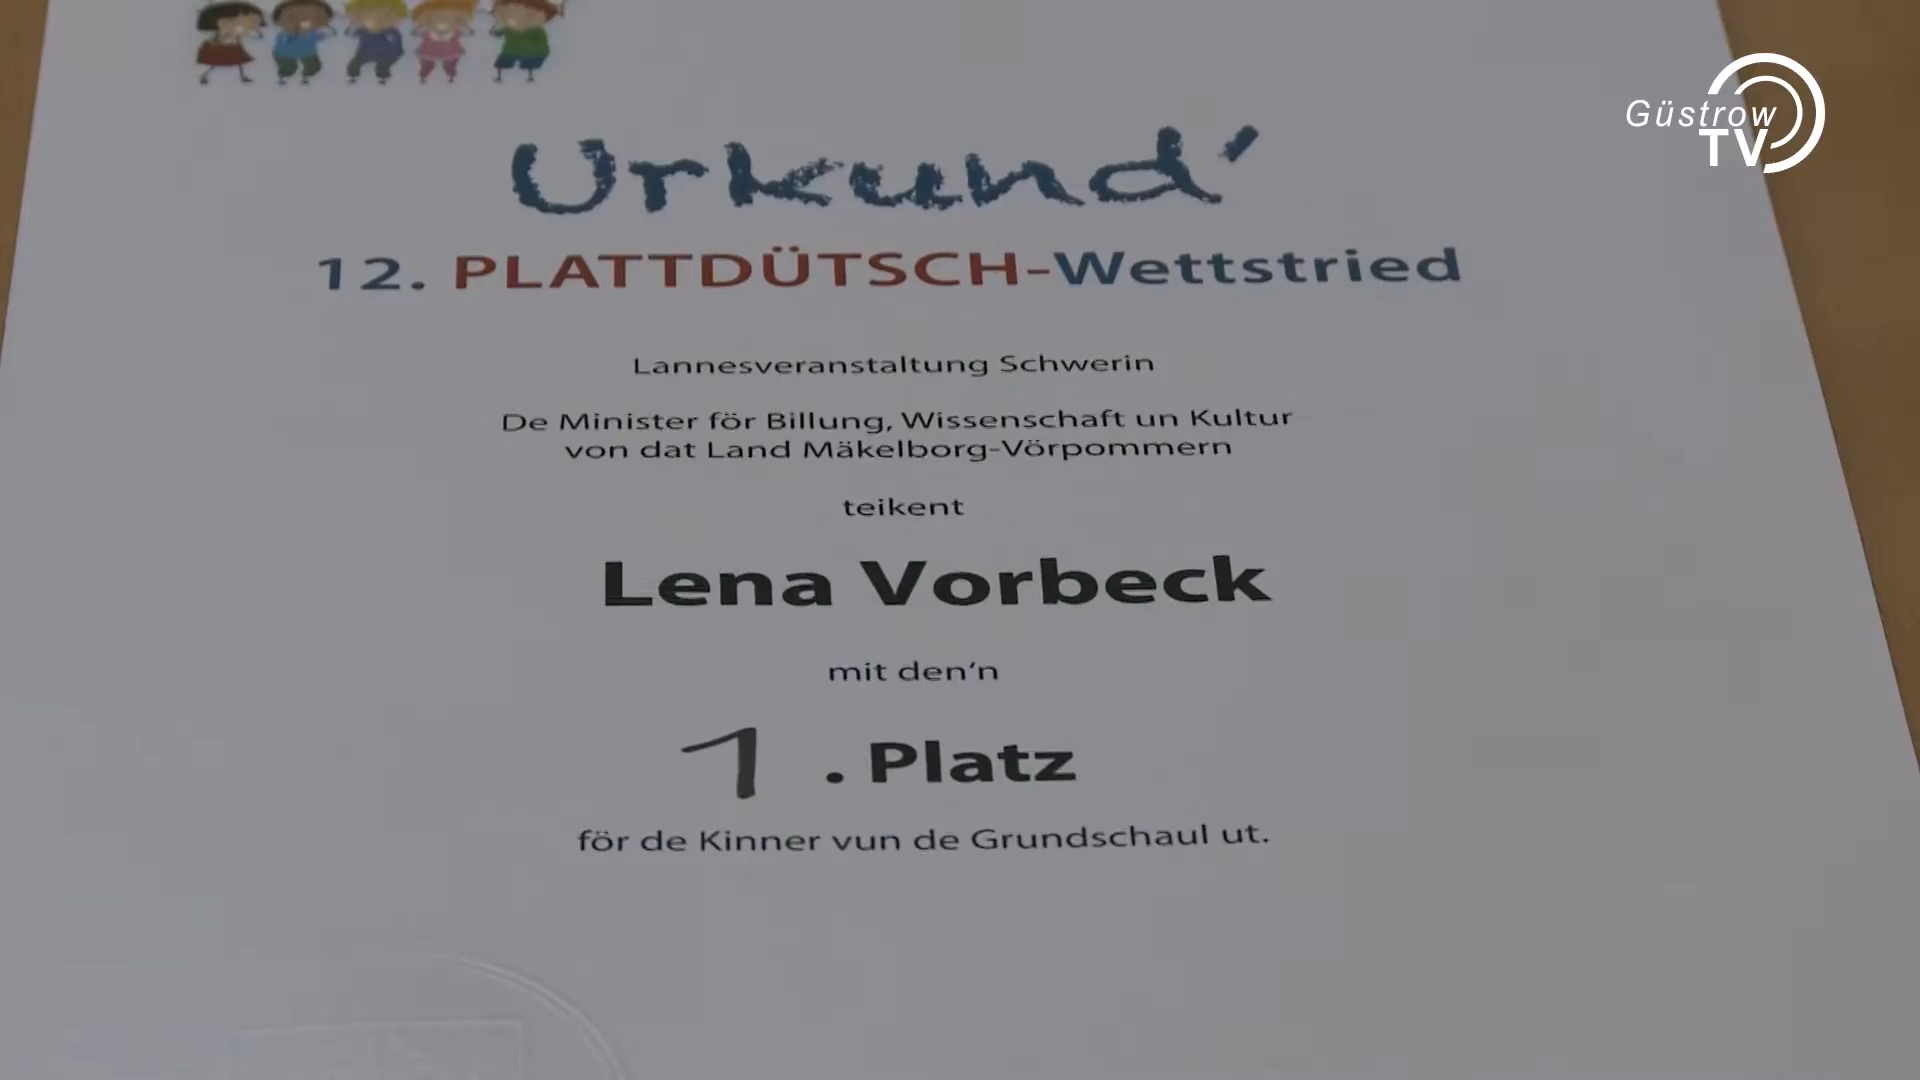 Güstrow
TV
Urkund'
12. PLATTDÜTSCH-Wettstried
Lannesveranstaltung Schwerin
De Minister för Billung, Wissenschaft un Kultur
von dat Land Mäkelborg-Vörpommern
teikent
Lena Vorbeck
mit den'n
1. Platz
för de Kinner vun de Grundschaul ut.